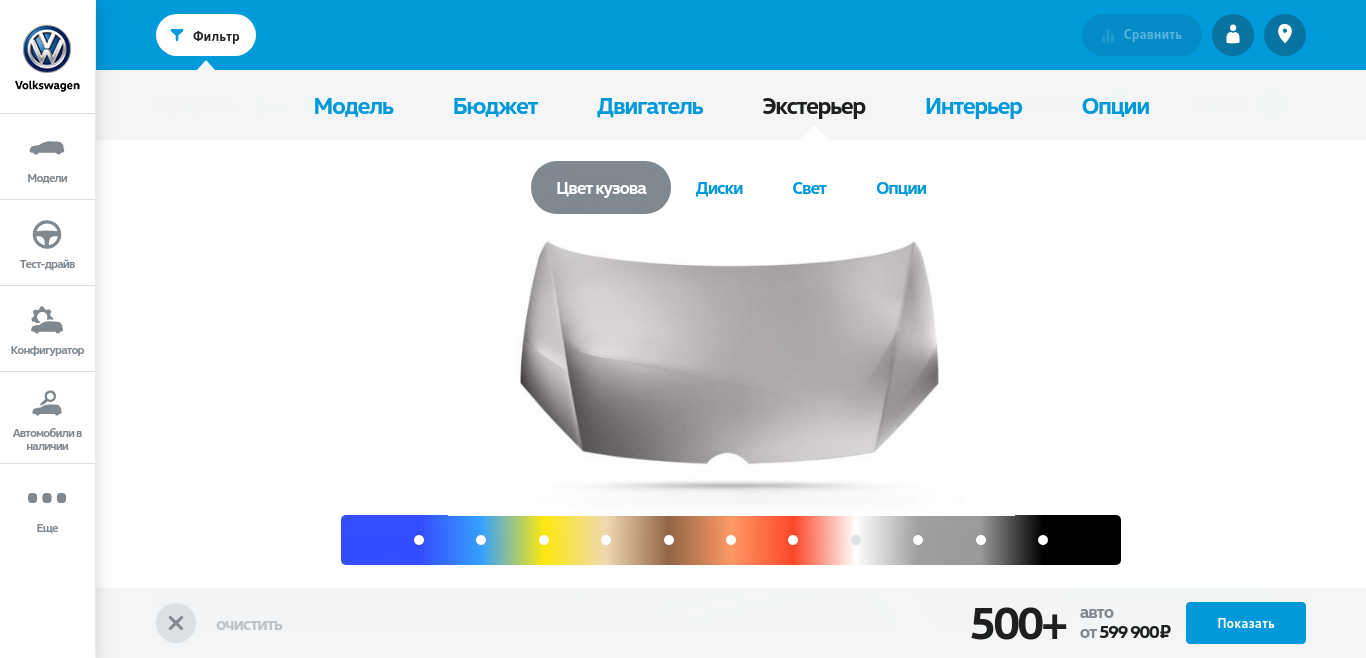 Volkswagen
Модели
Тест-драйв
Конфигуратор
Автомобили в
наличии
Еще
Фильтр
Сравнить
Модель Бюджет Двигатель Экстерьер Интерьер Опции
Цвет кузова Диски Свет Опции
ОЧИСТИТЬ
500+
авто
от 599 900₽
Показать